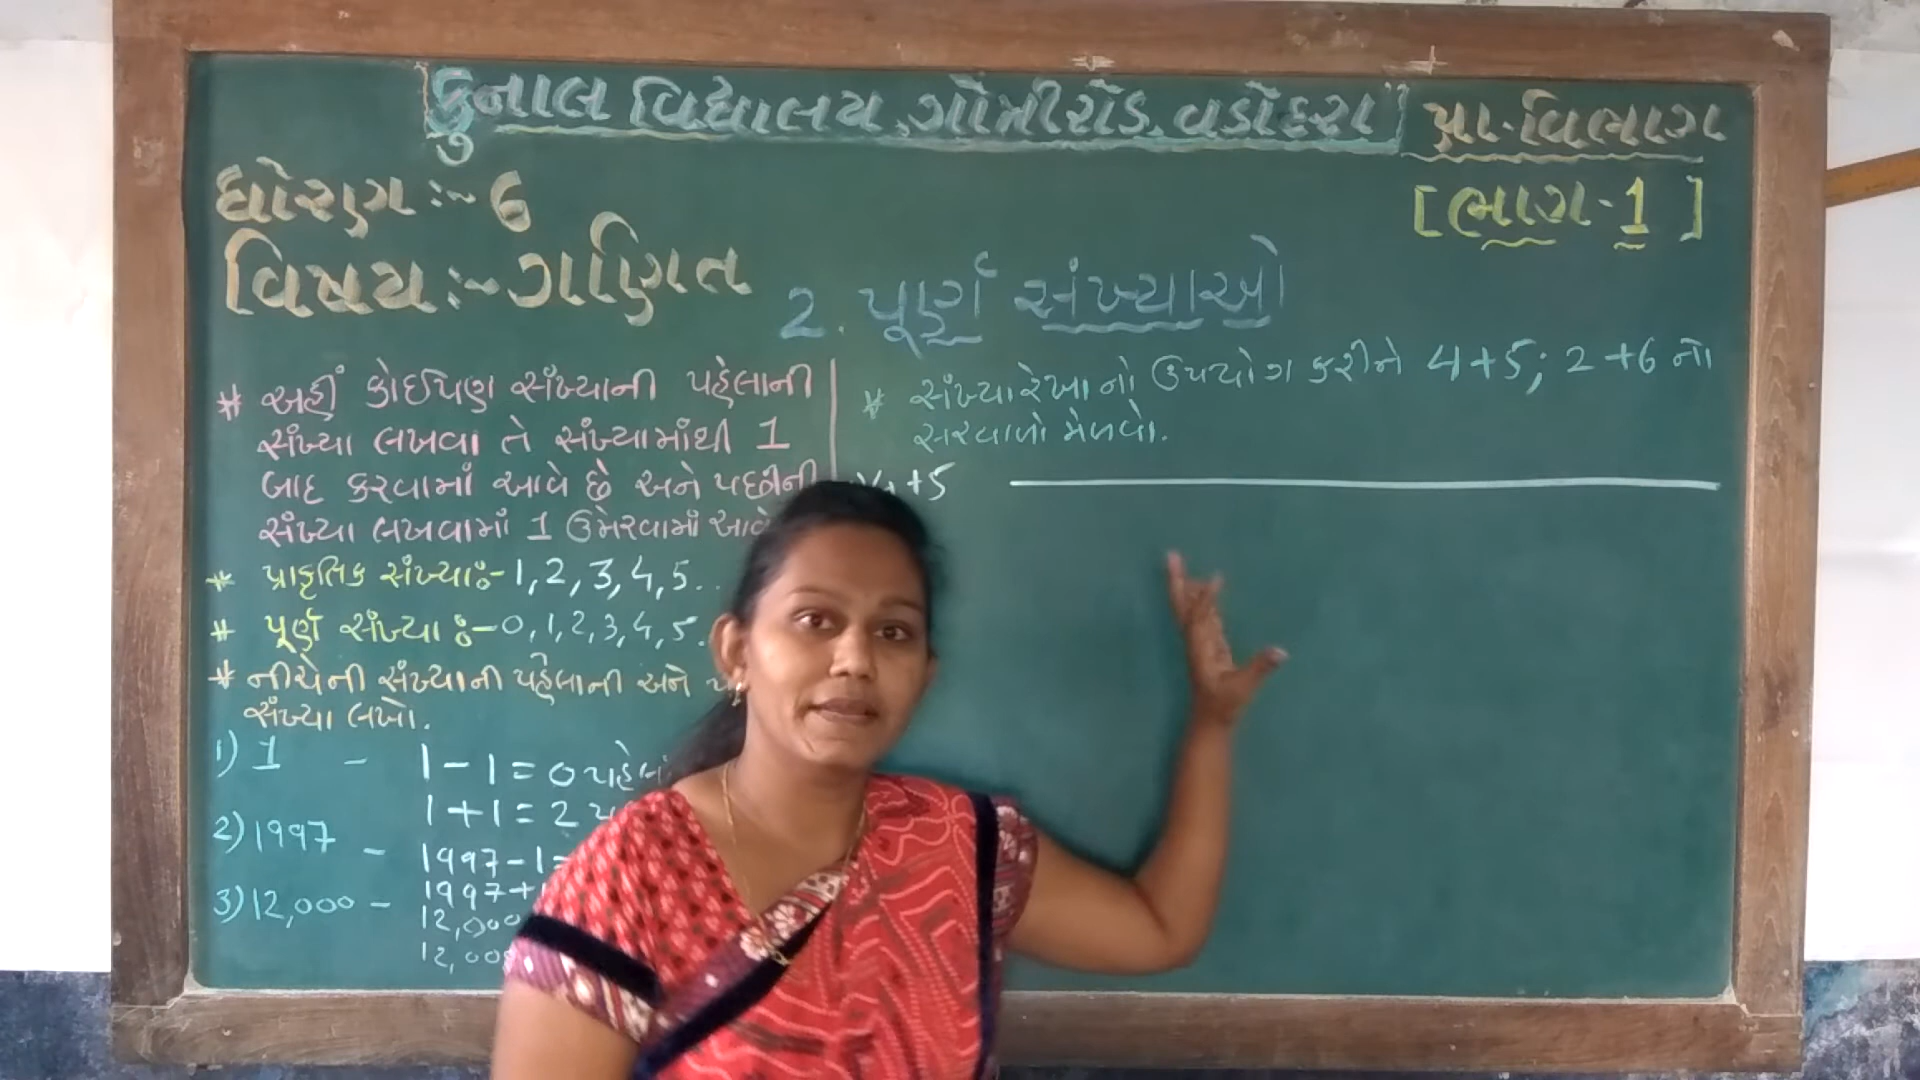 કુનાલ વિદ્યાલય, ગોત્રીરોડ, વડોદરા" પ્રા.વિભાગ
[ભાગ-1]
ધોરણ :- 6
વિષય :- ગણિત
2. પૂર્ણ સંખ્યાઓ
* અહીં કોઈપણ સંખ્યાની પહેલાની
સંખ્યા લખવા તે સંખ્યામાંથી 1
બાદ કરવામાં આવે છે અને પછીની
સંખ્યા લખવામાં 1 ઉમેરવામાં આવે
* પ્રાકૃતિક સંખ્યા:- 1, 2, 3, 4, 5..
* પૂર્ણ સંખ્યા :- 0, 1, 2, 3, 4, 5.
* નીચેની સંખ્યાની પહેલાની અને
સંખ્યા લખો.
1) 1 - 1 - 1 = 0 પહેલાં
1 + 1 = 2
2) 1997 - 1997 - 1 =
1997 +
3) 12,000 - 12,000
12,000
* સંખ્યારેખાનો ઉપયોગ કરીને 4+5; 2+6 નો
સરવાળો મેળવો.
4+5